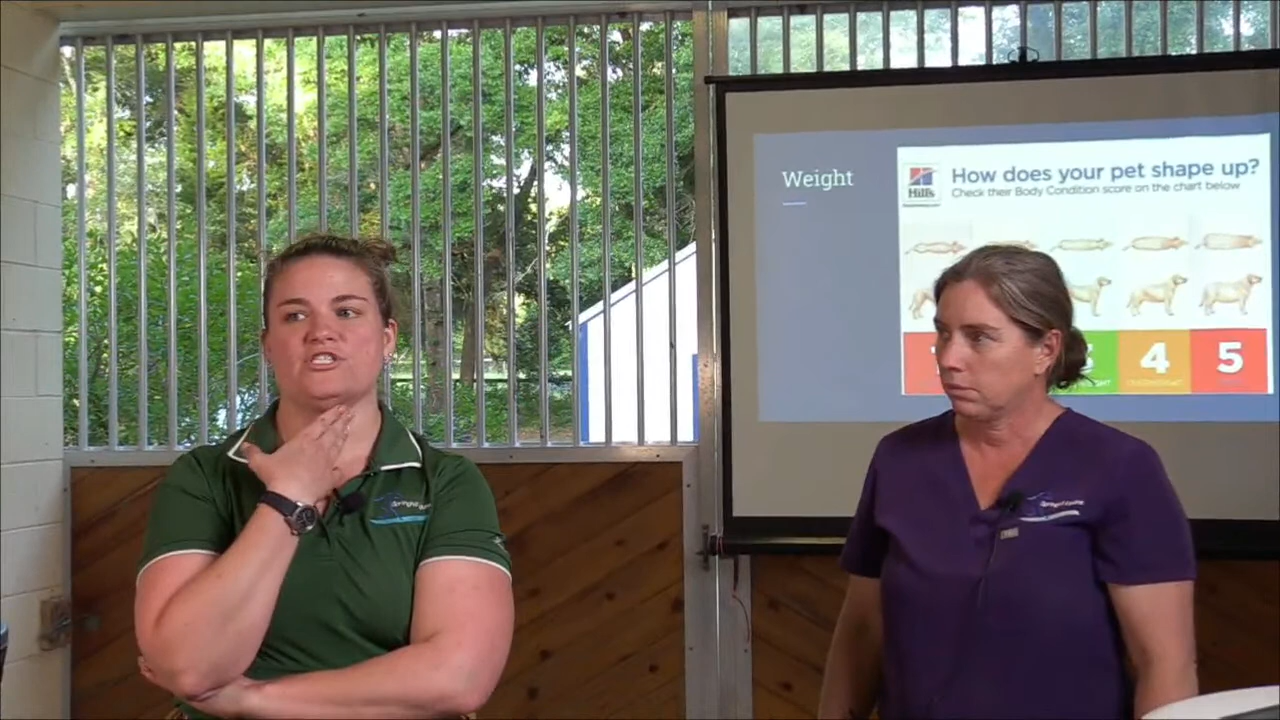 Weight
Hill's
How does your pet shape up?
Check their Body Condition score on the chart below
4
5